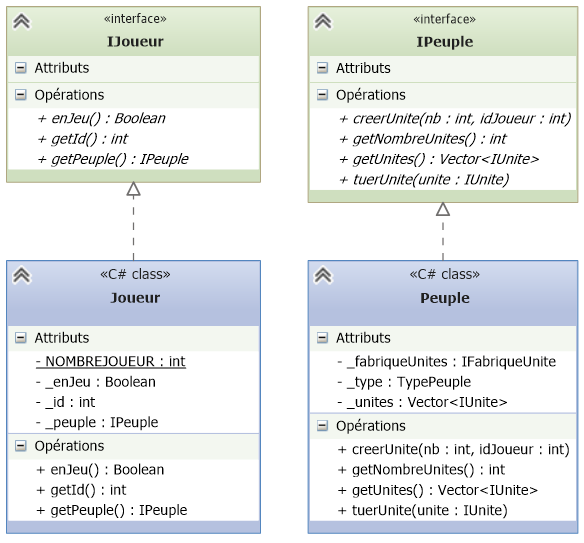 «interface»
IJoueur
Attributs
Opérations
+ enJeu() : Boolean
+ getId() : int
+ getPeuple() : IPeuple
«interface»
IPeuple
Attributs
Opérations
+ creerUnite(nb : int, idJoueur : int)
+ getNombreUnites() : int
+ getUnites() : Vector<IUnite>
+ tuerUnite(unite : IUnite)
«C# class»
Joueur
Attributs
- NOMBREJOUEUR : int
- _enJeu : Boolean
- _id : int
- _peuple : IPeuple
Opérations
+ enJeu() : Boolean
+ getId() : int
+ getPeuple() : IPeuple
«C# class»
Peuple
Attributs
- _fabriqueUnites : IFabriqueUnite
- _type : TypePeuple
- _unites : Vector<IUnite>
Opérations
+ creerUnite(nb : int, idJoueur : int)
+ getNombreUnites() : int
+ getUnites() : Vector<IUnite>
+ tuerUnite(unite : IUnite)